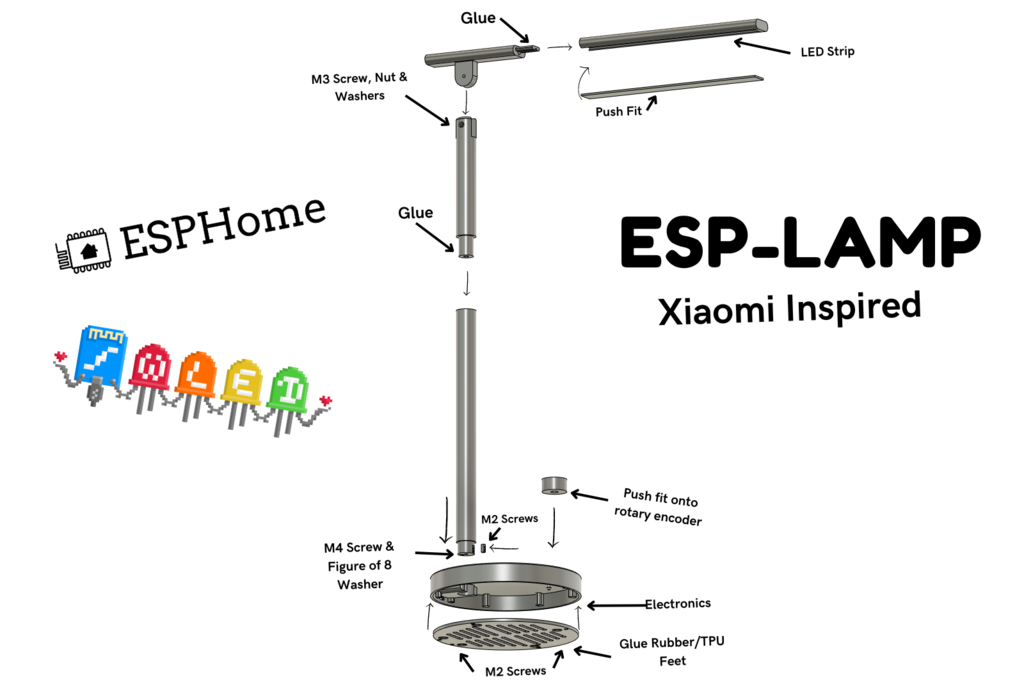 Glue
LED Strip
M3 Screw, Nut &
Washers
Push Fit
ESPHome
Glue
ESP-LAMP
Xiaomi Inspired
WLED
Push fit onto
rotary encoder
M2 Screws
M4 Screw &
Figure of 8
Washer
Electronics
Glue Rubber/TPU
Feet
M2 Screws